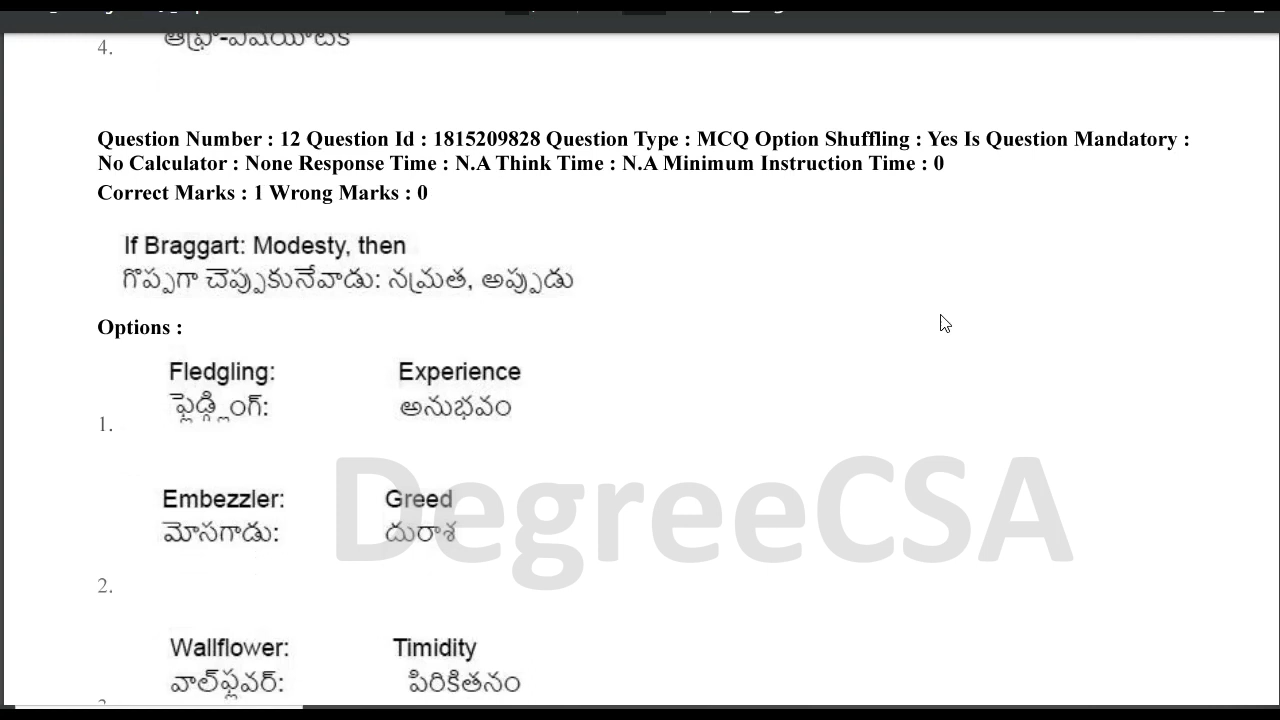 4. ఆఫ్రో-ఏషియాటిక్
Question Number : 12 Question Id : 1815209828 Question Type : MCQ Option Shuffling : Yes Is Question Mandatory :
No Calculator : None Response Time : N.A Think Time : N.A Minimum Instruction Time : 0
Correct Marks : 1 Wrong Marks : 0
If Braggart: Modesty, then
గొప్పగా చెప్పుకునేవాడు: నమ్రత, అప్పుడు
Options :
Fledgling: Experience
ఫ్లెడ్గ్లింగ్: అనుభవం
1.
DegreeCSA
Embezzler: Greed
మోసగాడు: దురాశ
2.
Wallflower: Timidity
వాల్‌ఫ్లవర్: పిరికితనం